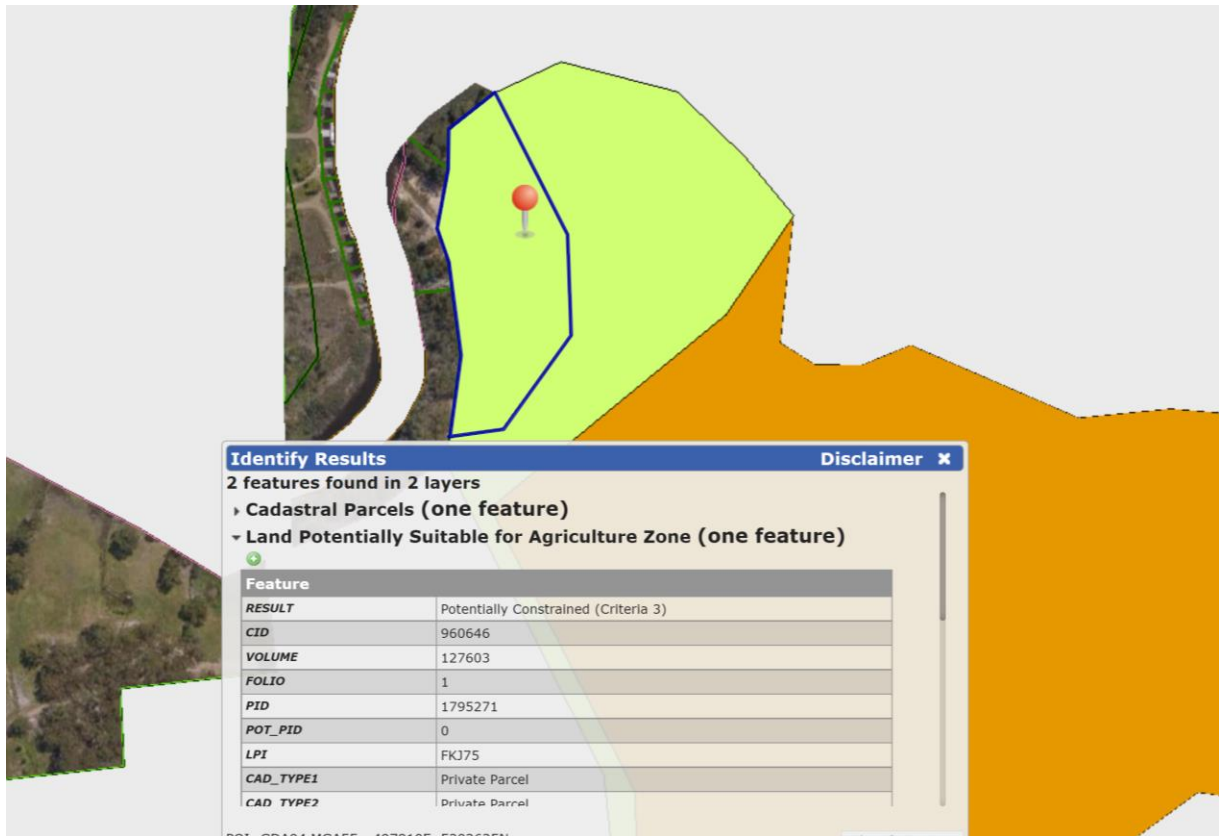 Identify Results Disclaimer ×
2 features found in 2 layers
Cadastral Parcels (one feature)
Land Potentially Suitable for Agriculture Zone (one feature)
Feature
RESULT Potentially Constrained (Criteria 3)
CID 960646
VOLUME 127603
FOLIO 1
PID 1795271
POT_PID 0
LPI FKJ75
CAD_TYPE1 Private Parcel
CAD_TYPE2 Private Parcel